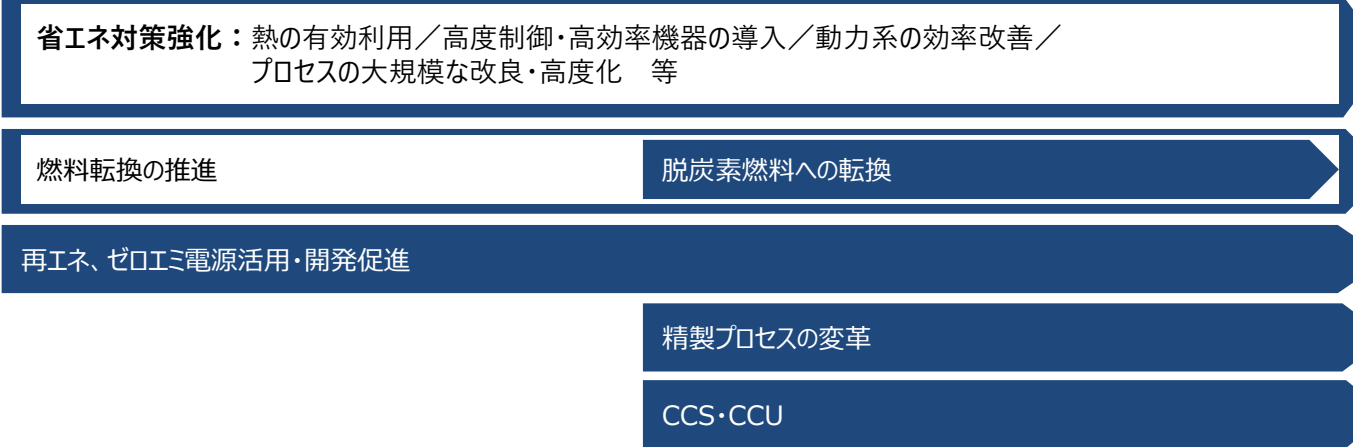 省エネ対策強化：熱の有効利用／高度制御・高効率機器の導入／動力系の効率改善／
プロセスの大規模な改良・高度化　等
燃料転換の推進
脱炭素燃料への転換
再エネ、ゼロエミ電源活用・開発促進
精製プロセスの変革
CCS・CCU